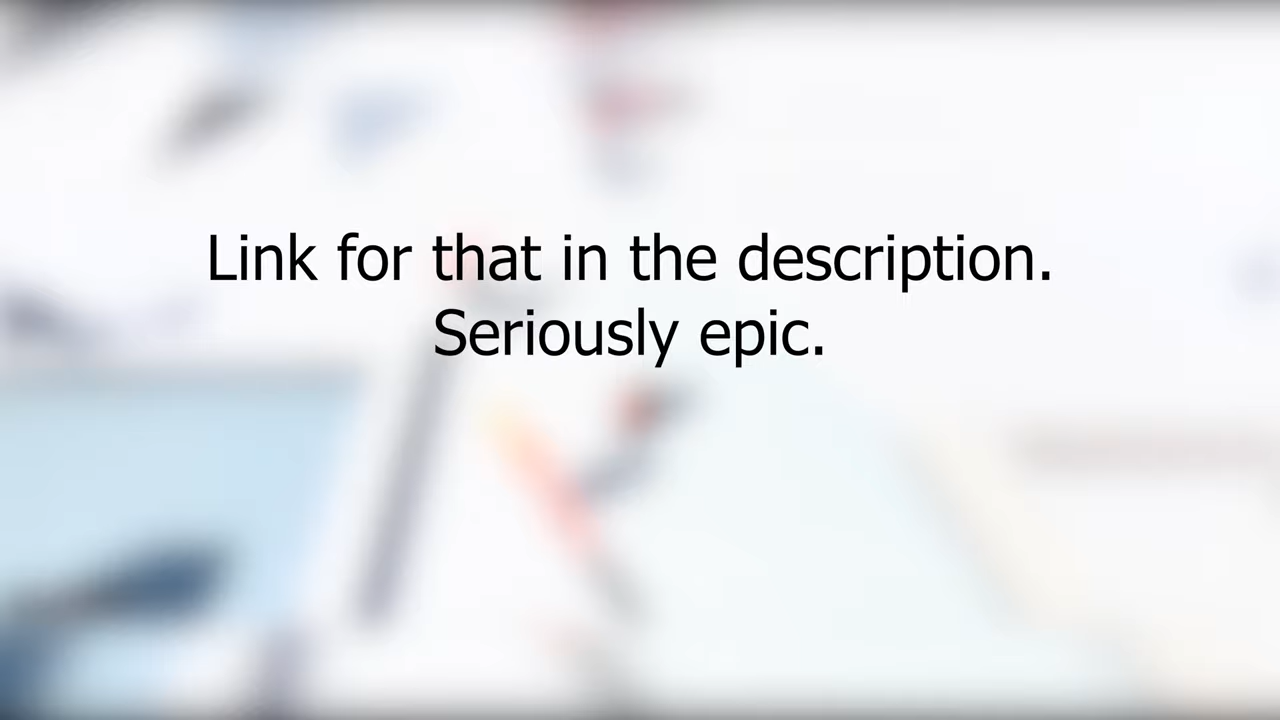 Link for that in the description.
Seriously epic.